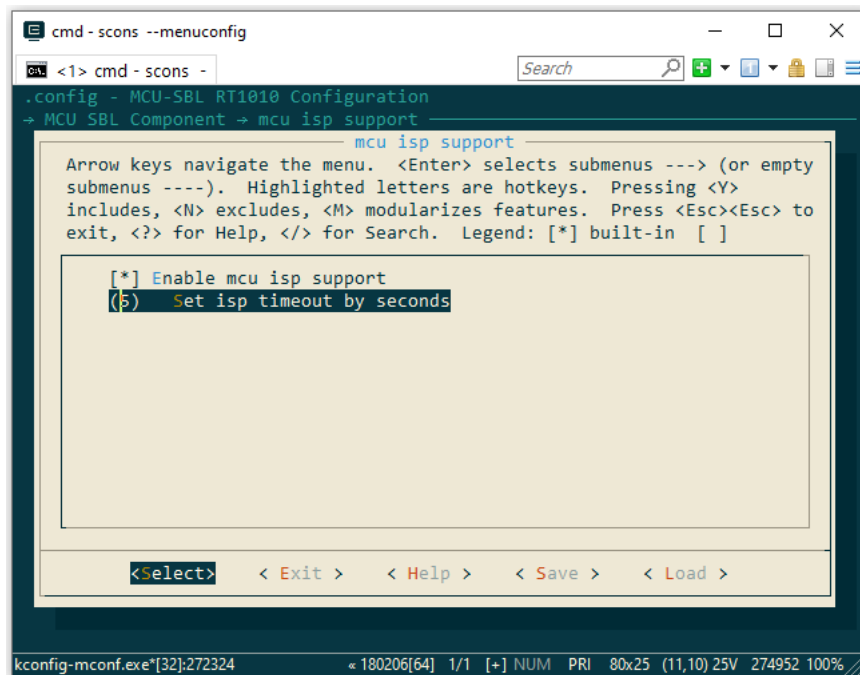 cmd - scons --menuconfig
<1> cmd - scons -
Search
.config - MCU-SBL RT1010 Configuration
→ MCU SBL Component → mcu isp support
mcu isp support
Arrow keys navigate the menu. <Enter> selects submenus ---> (or empty
submenus ----). Highlighted letters are hotkeys. Pressing <Y>
includes, <N> excludes, <M> modularizes features. Press <Esc><Esc> to
exit, <?> for Help, </> for Search. Legend: [*] built-in [ ]
[*] Enable mcu isp support
(5) Set isp timeout by seconds
<Select> < Exit > < Help > < Save > < Load >
kconfig-mconf.exe*[32]:272324 « 180206[64] 1/1 [+] NUM PRI 80x25 (11,10) 25V 274952 100%